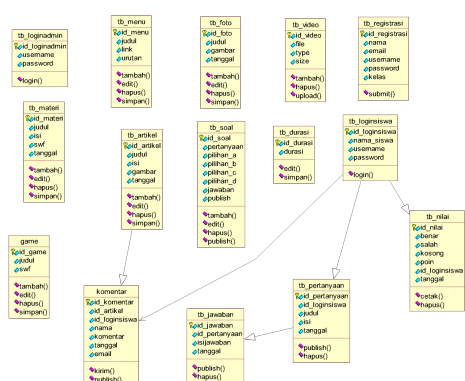 tb_loginadmin
id_loginadmin
username
password
login()
tb_menu
id_menu
judul
link
urutan
tambah()
edit()
hapus()
simpan()
tb_foto
id_foto
judul
gambar
tanggal
tambah()
edit()
hapus()
simpan()
tb_video
id_video
file
type
size
tambah()
hapus()
upload()
tb_registrasi
id_registrasi
nama
email
username
password
kelas
submit()
tb_materi
id_materi
judul
isi
swf
tanggal
tambah()
edit()
hapus()
simpan()
tb_artikel
id_artikel
judul
isi
gambar
tanggal
tambah()
edit()
hapus()
simpan()
tb_soal
id_soal
pertanyaan
pilihan_a
pilihan_b
pilihan_c
pilihan_d
jawaban
publish
tambah()
edit()
hapus()
publish()
tb_durasi
id_durasi
durasi
edit()
simpan()
tb_loginsiswa
id_loginsiswa
nama_siswa
username
password
login()
tb_nilai
id_nilai
benar
salah
kosong
poin
id_loginsiswa
tanggal
cetak()
hapus()
game
id_game
judul
swf
tambah()
edit()
hapus()
simpan()
komentar
id_komentar
id_artikel
id_loginsiswa
nama
komentar
tanggal
email
kirim()
publish()
tb_jawaban
id_jawaban
id_pertanyaan
isijawaban
tanggal
publish()
hapus()
tb_pertanyaan
id_pertanyaan
id_loginsiswa
judul
isi
tanggal
publish()
hapus()